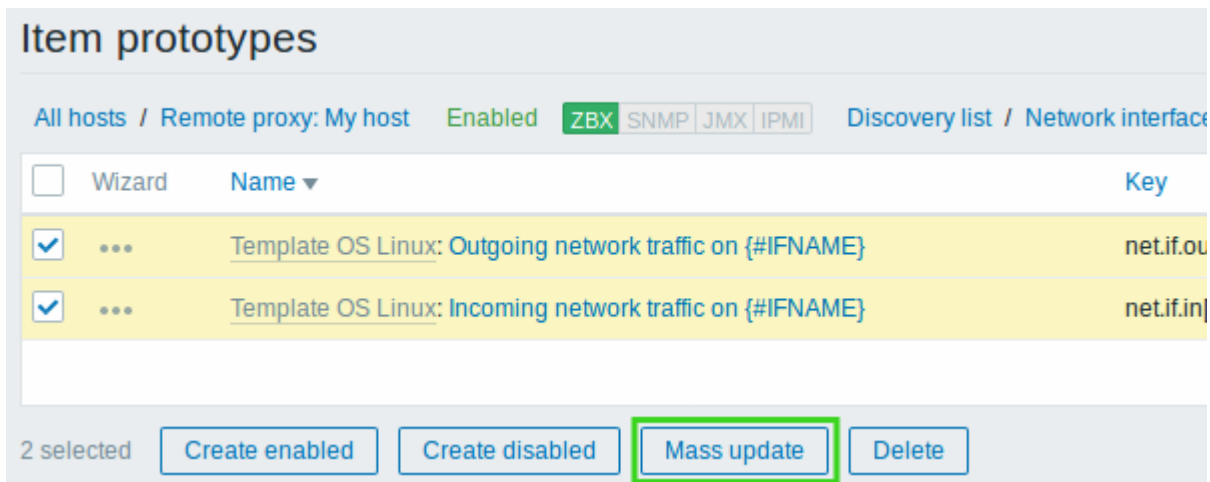 Item prototypes
All hosts / Remote proxy: My host Enabled ZBX SNMP JMX IPMI Discovery list / Network interface
Wizard Name Key
Template OS Linux: Outgoing network traffic on {#IFNAME} net.if.ou
Template OS Linux: Incoming network traffic on {#IFNAME} net.if.in[
2 selected Create enabled Create disabled Mass update Delete